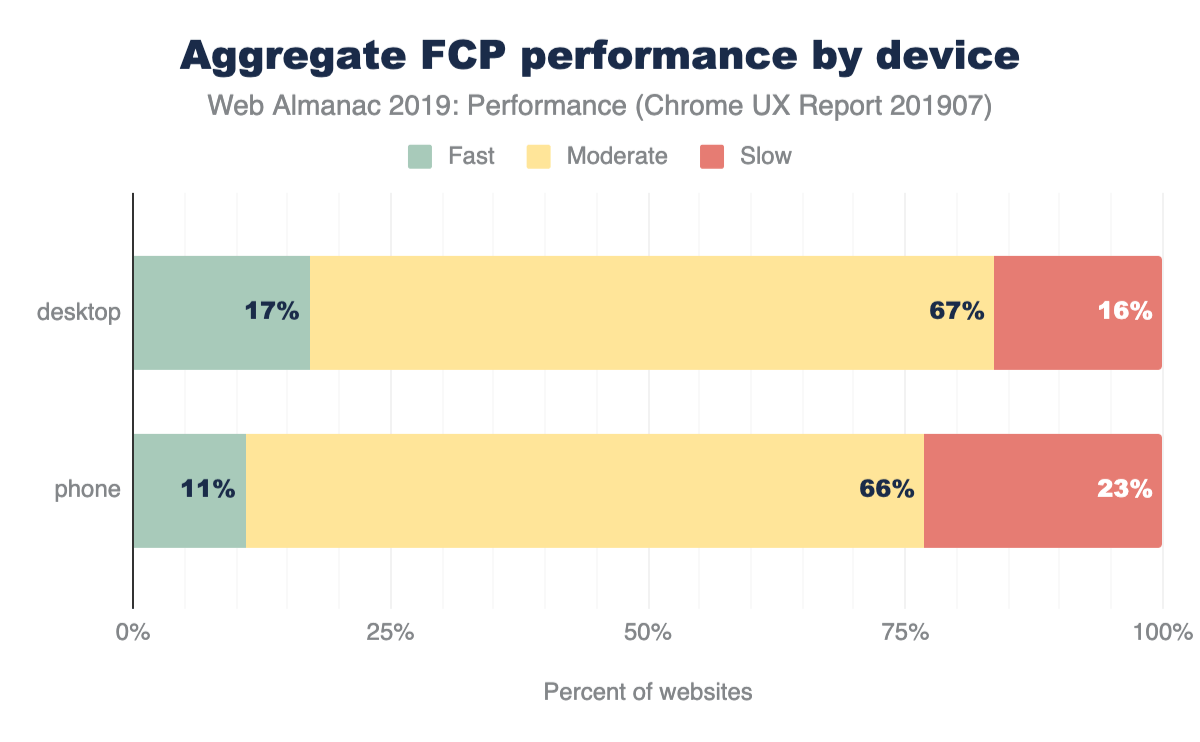 Aggregate FCP performance by device
Web Almanac 2019: Performance (Chrome UX Report 201907)
Fast Moderate Slow
desktop 17% 67% 16%
phone 11% 66% 23%
0% 25% 50% 75% 100%
Percent of websites